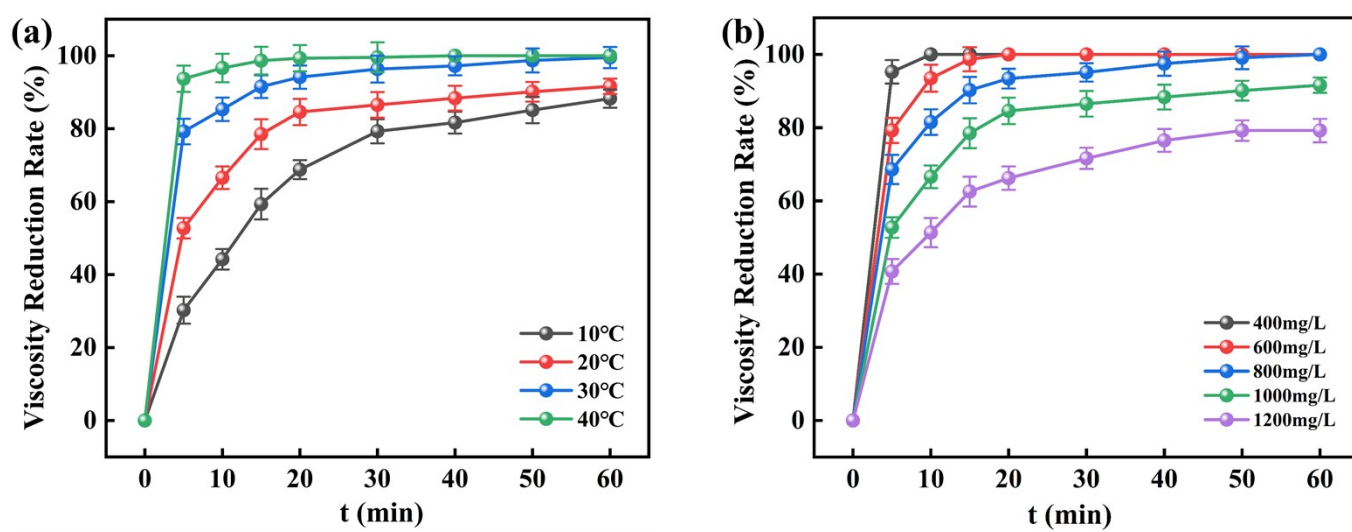 (a)
Viscosity Reduction Rate (%)
100
80
60
40
20
0
10°C
20°C
30°C
40°C
0 10 20 30 40 50 60
t (min)
(b)
Viscosity Reduction Rate (%)
100
80
60
40
20
0
400mg/L
600mg/L
800mg/L
1000mg/L
1200mg/L
0 10 20 30 40 50 60
t (min)